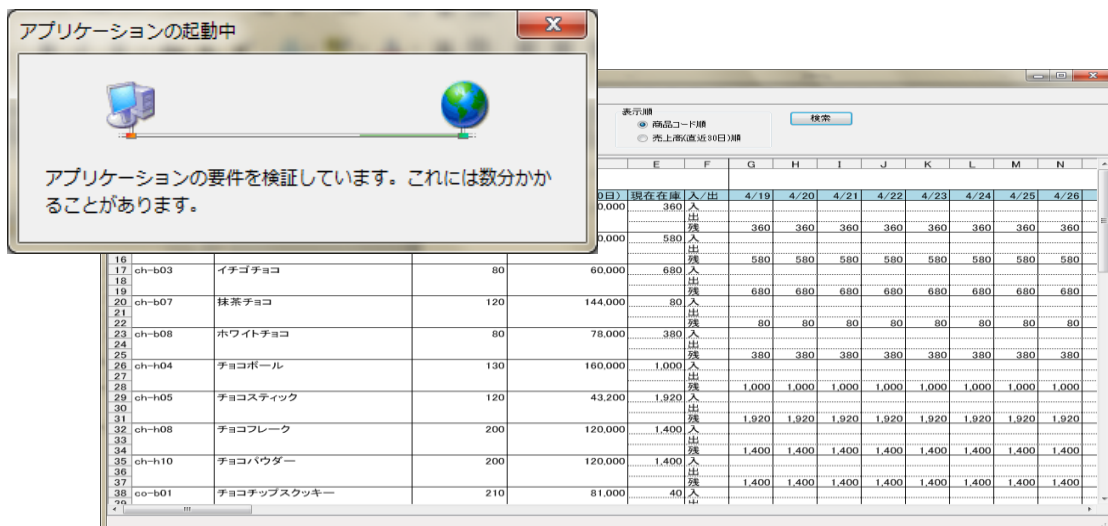 アプリケーションの起動中
アプリケーションの要件を検証しています。これには数分かか
ることがあります。
表示順
商品コード順
売上高(直近30日)順
検索
E F G H I J K L M N
0日) 現在在庫 入/出 4/19 4/20 4/21 4/22 4/23 4/24 4/25 4/26
0,000 360 入
出
残 360 360 360 360 360 360 360 360
0,000 580 入
出
16 残 580 580 580 580 580 580 580 580
17 ch-b03 イチゴチョコ 80 60,000 680 入
18 出
19 残 680 680 680 680 680 680 680 680
20 ch-b07 抹茶チョコ 120 144,000 80 入
21 出
22 残 80 80 80 80 80 80 80 80
23 ch-b08 ホワイトチョコ 80 78,000 380 入
24 出
25 残 380 380 380 380 380 380 380 380
26 ch-h04 チョコボール 130 160,000 1,000 入
27 出
28 残 1,000 1,000 1,000 1,000 1,000 1,000 1,000 1,000
29 ch-h05 チョコスティック 120 43,200 1,920 入
30 出
31 残 1,920 1,920 1,920 1,920 1,920 1,920 1,920 1,920
32 ch-h08 チョコフレーク 200 120,000 1,400 入
33 出
34 残 1,400 1,400 1,400 1,400 1,400 1,400 1,400 1,400
35 ch-h10 チョコパウダー 200 120,000 1,400 入
36 出
37 残 1,400 1,400 1,400 1,400 1,400 1,400 1,400 1,400
38 co-b01 チョコチップスクッキー 210 81,000 40 入